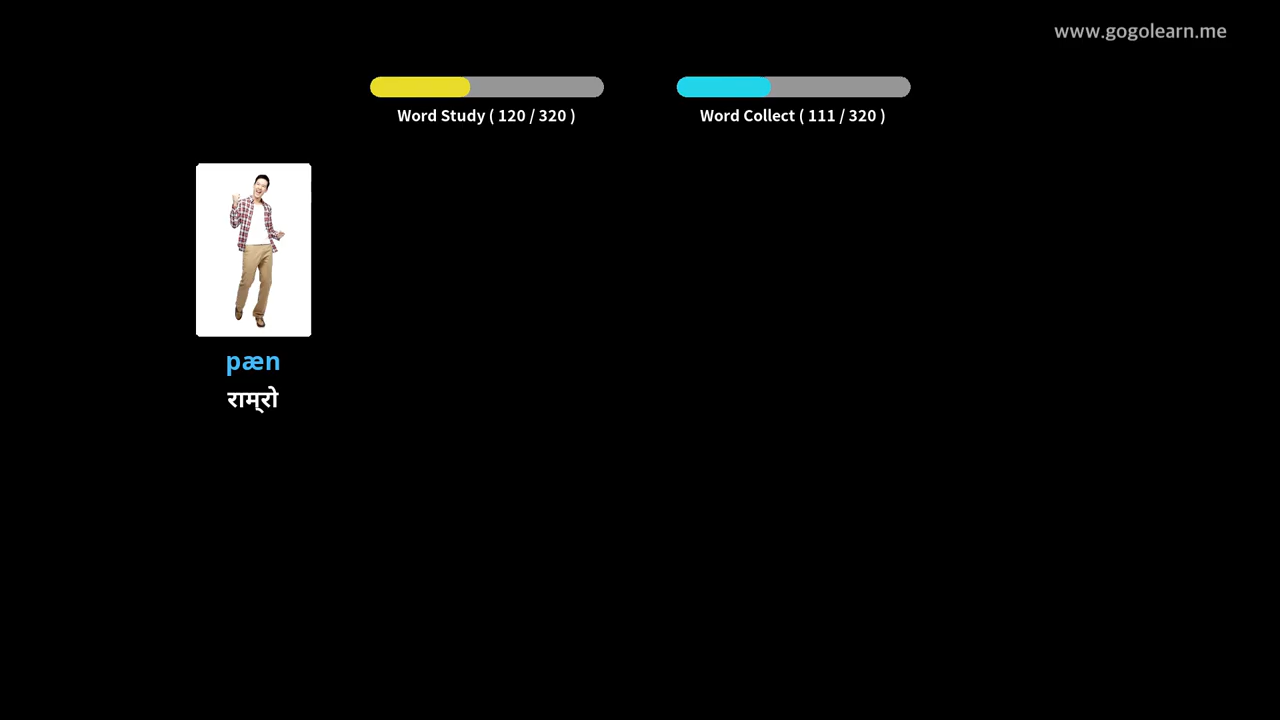 www.gogolearn.me
Word Study ( 120 / 320 )
Word Collect ( 111 / 320 )
pæn
राम्रो